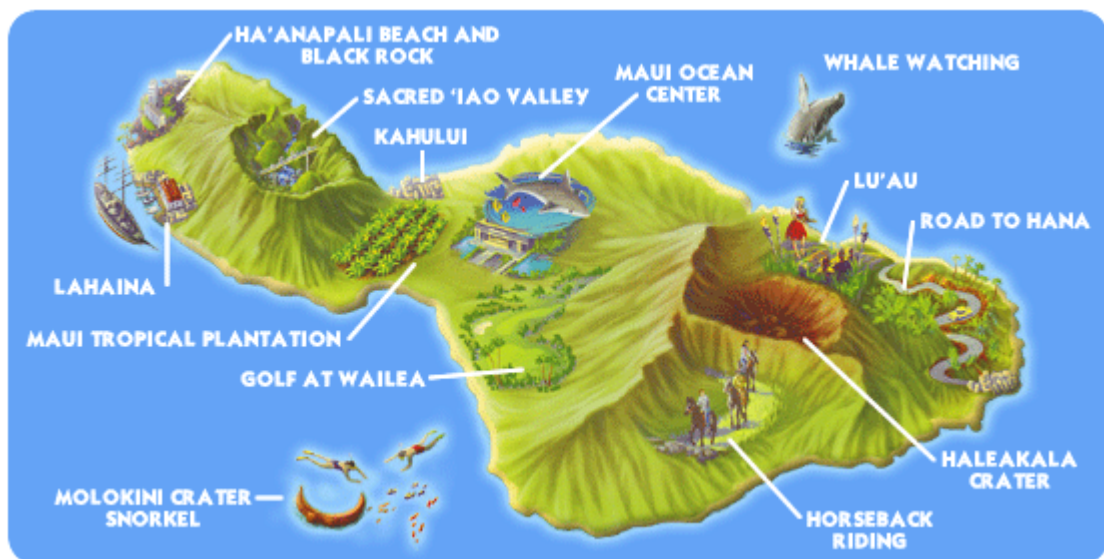 HA'ANAPALI BEACH AND
BLACK ROCK
SACRED 'IAO VALLEY
KAHULUI
MAUI OCEAN
CENTER
WHALE WATCHING
LU'AU
ROAD TO HANA
LAHAINA
MAUI TROPICAL PLANTATION
GOLF AT WAILEA
MOLOKINI CRATER
SNORKEL
HALEAKALA
CRATER
HORSEBACK
RIDING